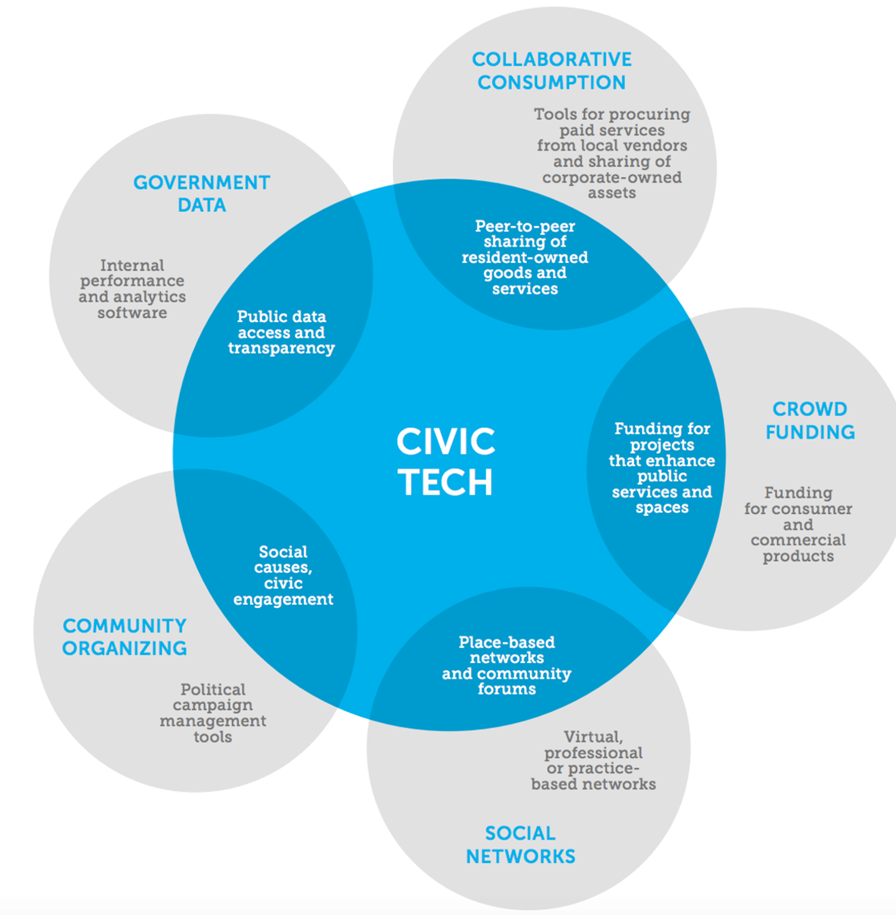 COLLABORATIVE
CONSUMPTION
Tools for procuring
paid services
from local vendors
and sharing of
corporate-owned
assets
Peer-to-peer
sharing of
resident-owned
goods and
services
GOVERNMENT
DATA
Internal
performance
and analytics
software
Public data
access and
transparency
CIVIC
TECH
CROWD
FUNDING
Funding for
projects
that enhance
public
services and
spaces
Funding
for consumer
and
commercial
products
Social
causes,
civic
engagement
COMMUNITY
ORGANIZING
Political
campaign
management
tools
Place-based
networks
and community
forums
Virtual,
professional
or practice-
based networks
SOCIAL
NETWORKS